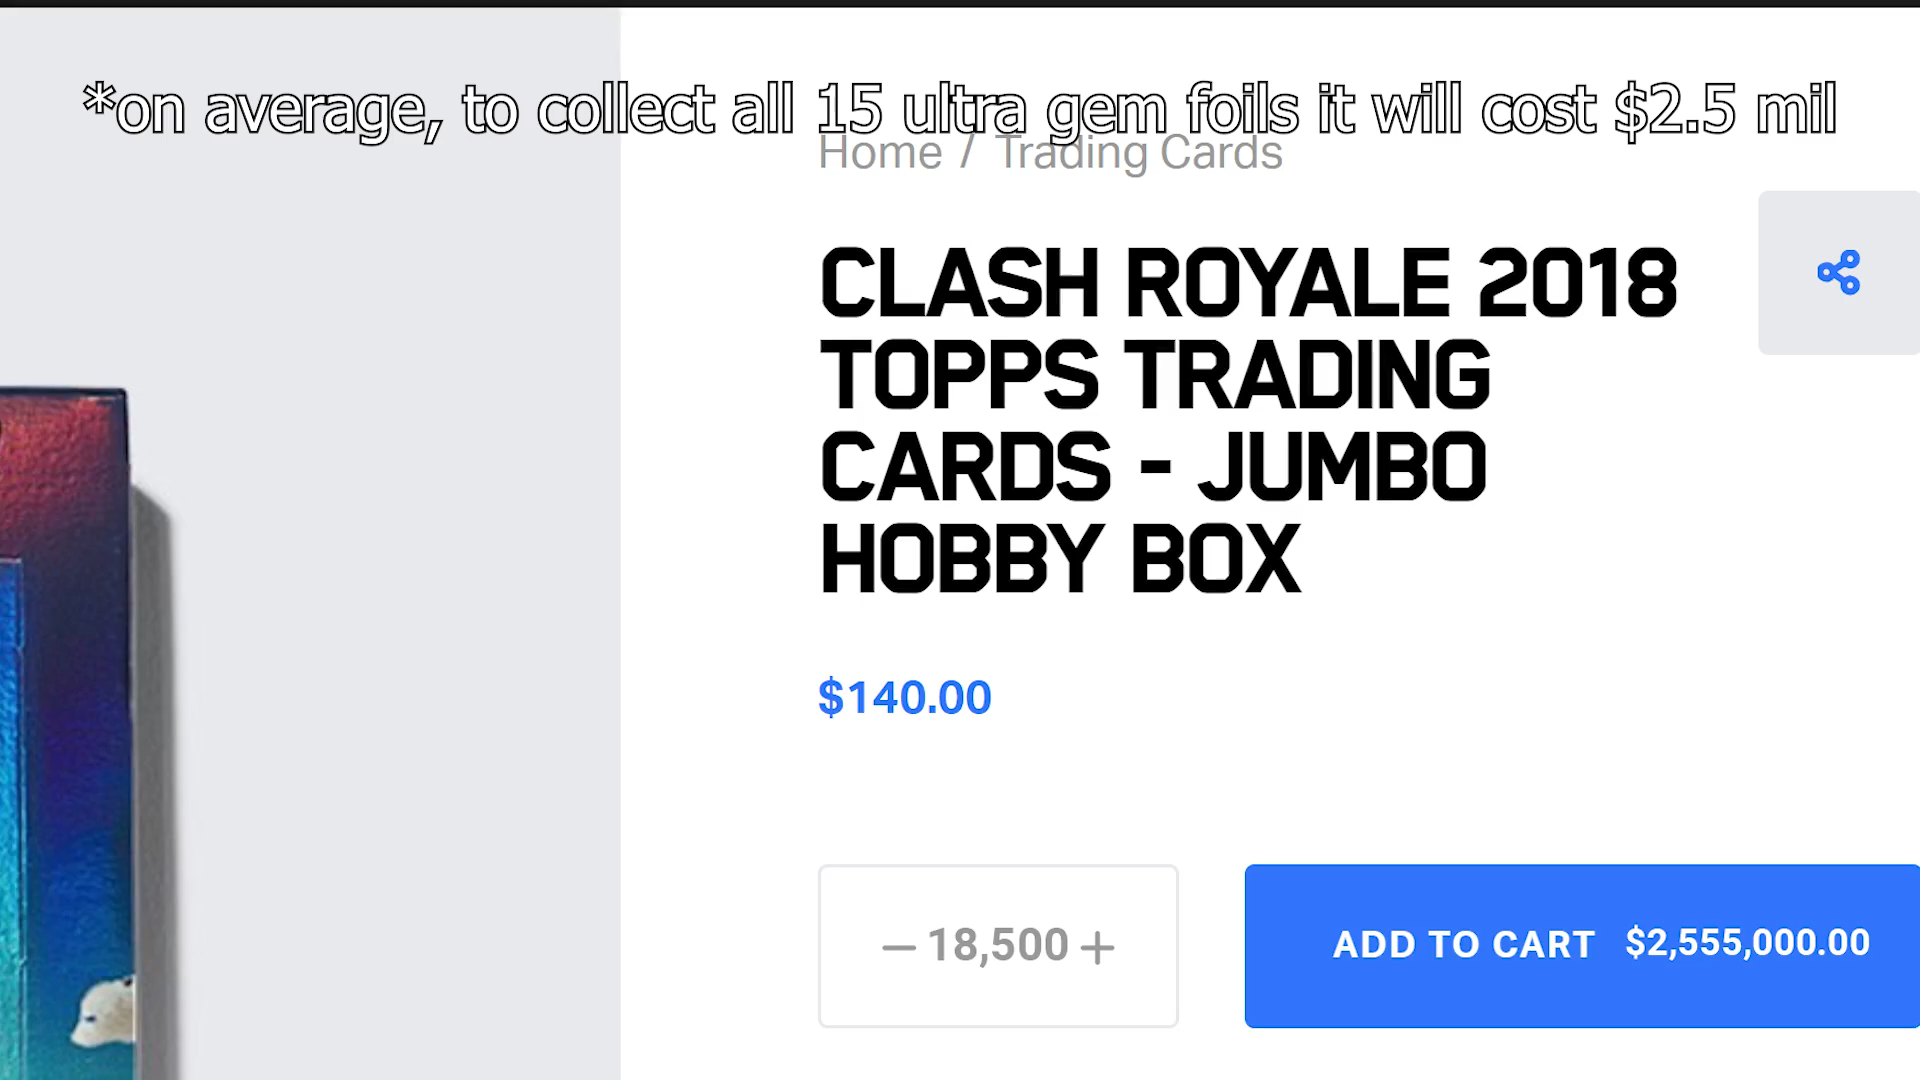 *on average, to collect all 15 ultra gem foils it will cost $2.5 mil
Home / Trading Cards
CLASH ROYALE 2018
TOPPS TRADING
CARDS - JUMBO
HOBBY BOX
$140.00
− 18,500 +
ADD TO CART $2,555,000.00